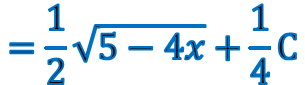 = 1/2 √(5 − 4x) + 1/4 C